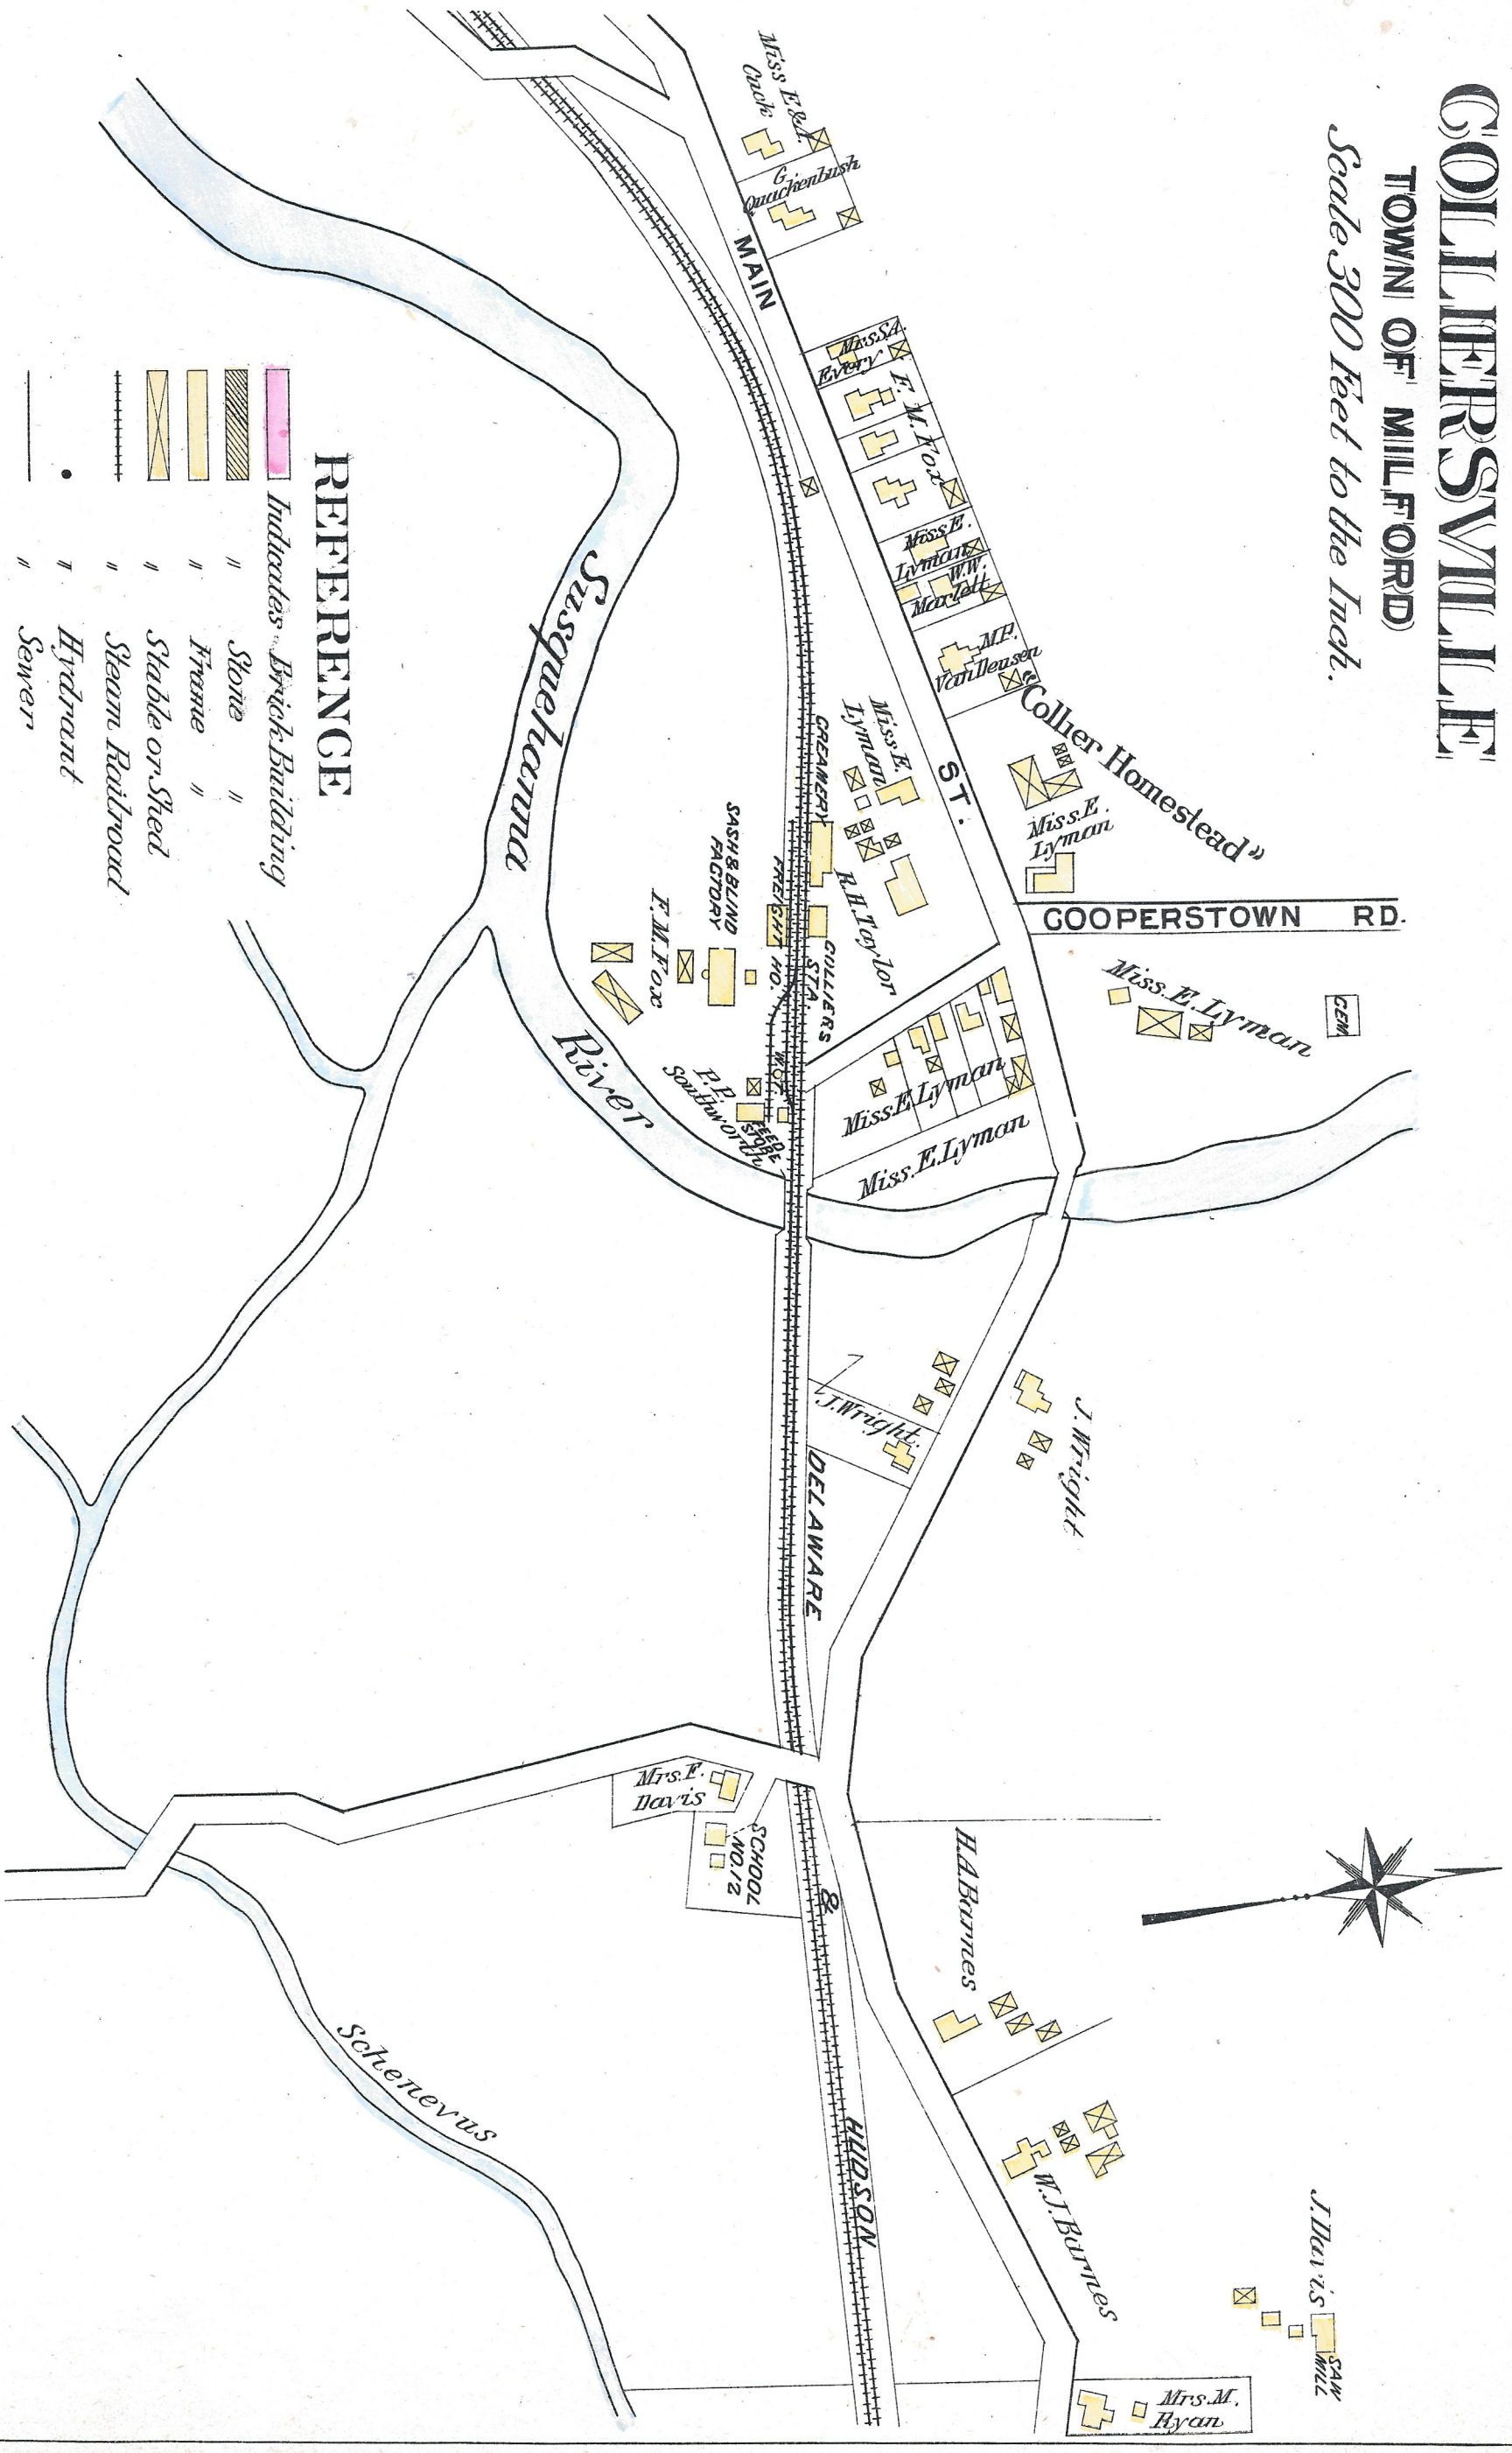 COLLIERSVILLE
TOWN OF MILFORD
Scale 300 Feet to the Inch.
Miss E.&A.
Cack
G.
Quackenbush
MAIN
Mrs S.A.
Every
F. M. Fox
Miss E.
Lyman
W.W.
Marlett
M.P.
Van Deusen
"Collier Homestead"
Miss. E.
Lyman
ST.
Miss. E.
Lyman
CREAMERY
R.H. Taylor
COOPERSTOWN RD.
Miss. E. Lyman
CEM.
COLLIERS
STA.
FREIGHT HO.
SASH & BLIND
FACTORY
F. M. Fox
W.T.
P.P.
Southworth
FEED
STORE
Miss. E. Lyman
Miss. E. Lyman
Susquehanna
River
J. Wright.
J. Wright
DELAWARE
&
HUDSON
Mrs. F.
Davis
SCHOOL
NO. 12
H.A. Barnes
W. J. Barnes
J. Davis
SAW
MILL
Mrs. M.
Ryan
Schenevus
REFERENCE
Indicates Brick Building
" Stone "
" Frame "
" Stable or Shed
" Steam Railroad
" Hydrant
" Sewer